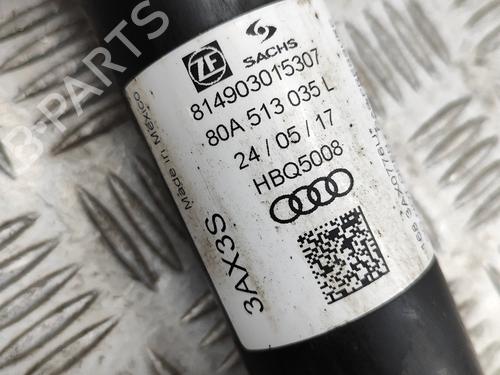 ZF SACHS
814903015307
80A 513 035 L
24 / 05 / 17
HBQ5008
3AX3S
Made in Mexico
B-PARTS